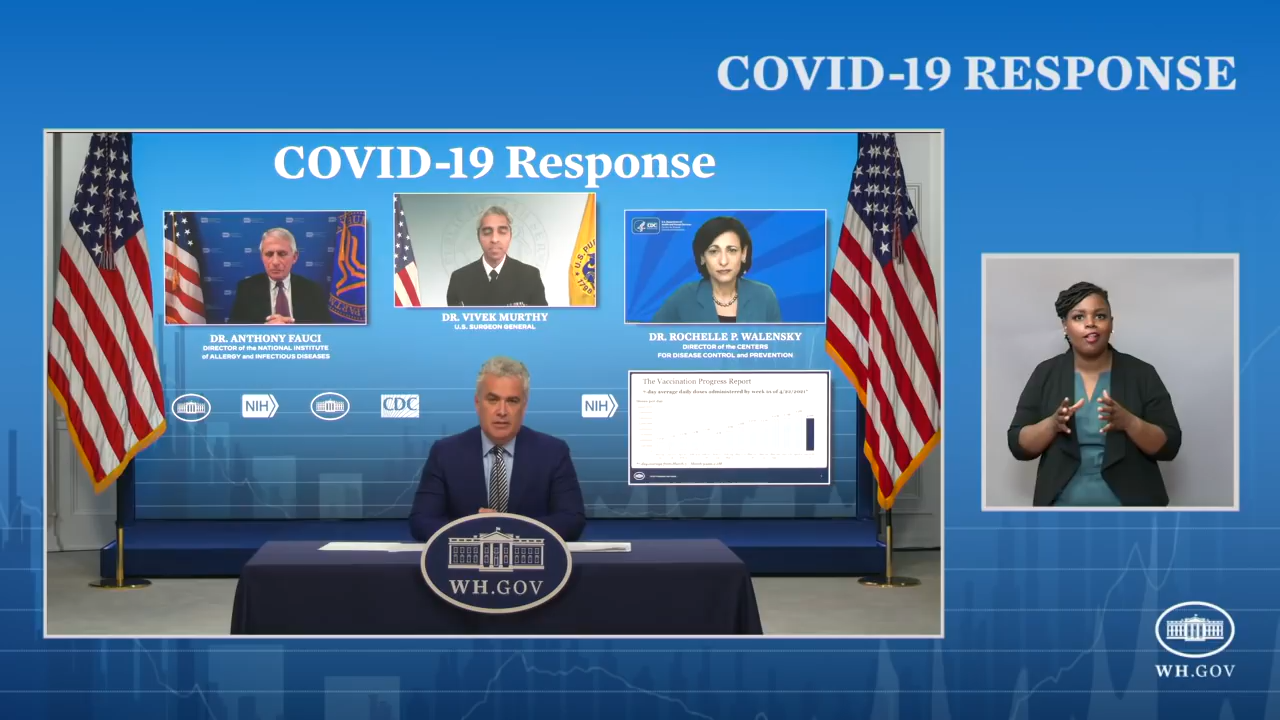 COVID-19 RESPONSE
COVID-19 Response
DR. ANTHONY FAUCI
DIRECTOR of the NATIONAL INSTITUTE
of ALLERGY and INFECTIOUS DISEASES
DR. VIVEK MURTHY
U.S. SURGEON GENERAL
CDC
DR. ROCHELLE P. WALENSKY
DIRECTOR of the CENTERS
FOR DISEASE CONTROL and PREVENTION
The Vaccination Progress Report
NIH
CDC
NIH
WH.GOV
WH.GOV